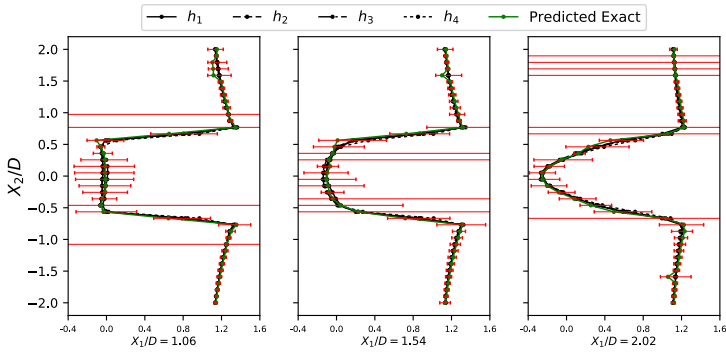 h₁ h₂ h₃ h₄ Predicted Exact
2.0
1.5
1.0
0.5
0.0
−0.5
−1.0
−1.5
−2.0
X₂/D
−0.4 0.0 0.4 0.8 1.2 1.6
X₁/D = 1.06
−0.4 0.0 0.4 0.8 1.2 1.6
X₁/D = 1.54
−0.4 0.0 0.4 0.8 1.2 1.6
X₁/D = 2.02